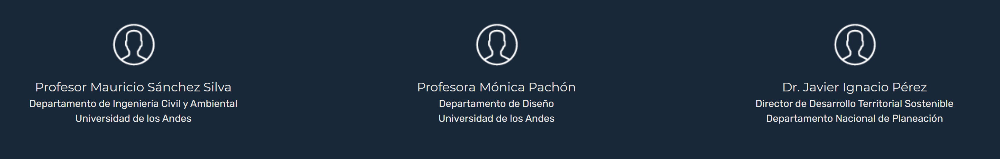 Profesor Mauricio Sánchez Silva
Departamento de Ingeniería Civil y Ambiental
Universidad de los Andes
Profesora Mónica Pachón
Departamento de Diseño
Universidad de los Andes
Dr. Javier Ignacio Pérez
Director de Desarrollo Territorial Sostenible
Departamento Nacional de Planeación